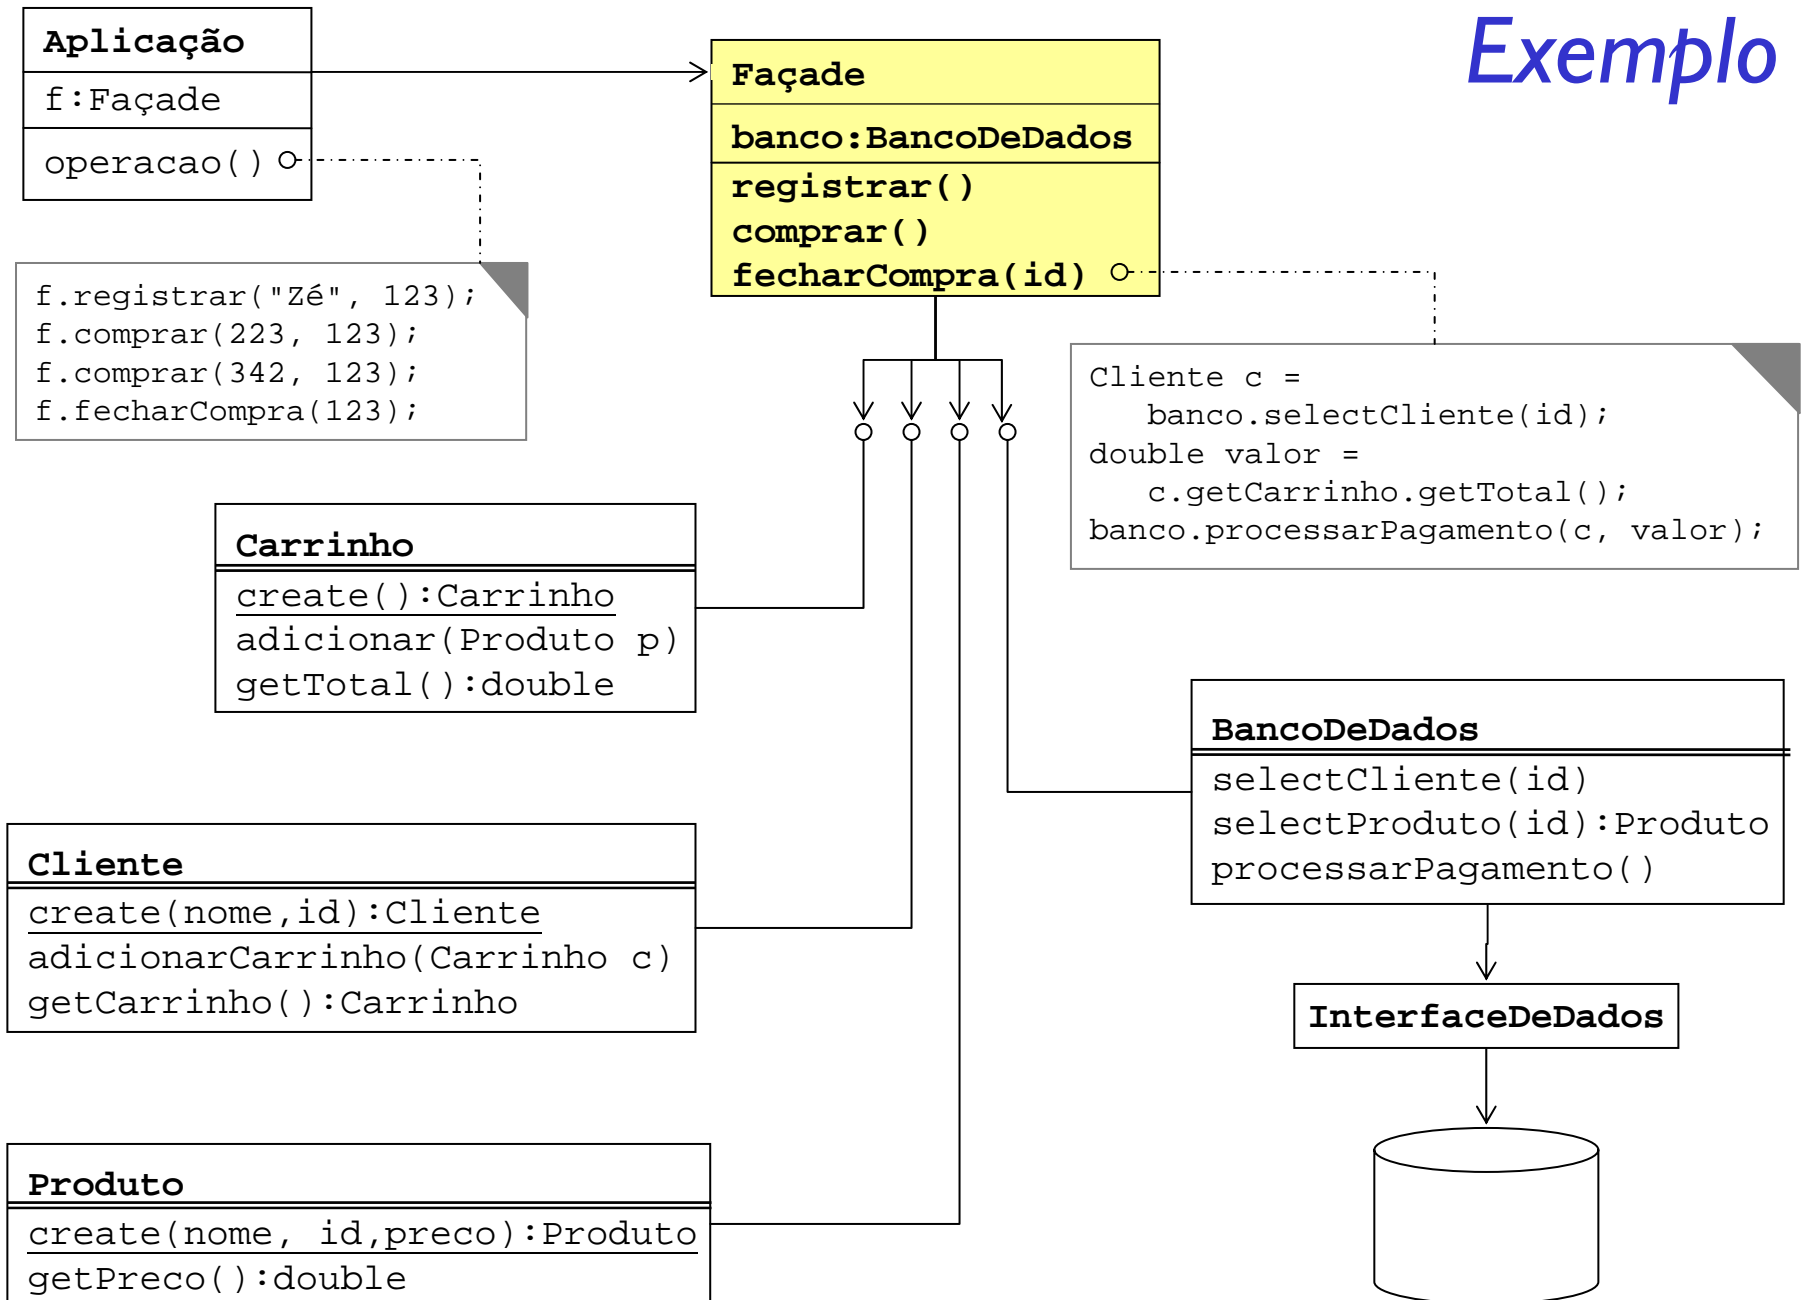 Exemplo
Aplicação
f:Façade
operacao()
Façade
banco:BancoDeDados
registrar()
comprar()
fecharCompra(id)
f.registrar("Zé", 123);
f.comprar(223, 123);
f.comprar(342, 123);
f.fecharCompra(123);
Cliente c =
banco.selectCliente(id);
double valor =
c.getCarrinho.getTotal();
banco.processarPagamento(c, valor);
Carrinho
create():Carrinho
adicionar(Produto p)
getTotal():double
BancoDeDados
selectCliente(id)
selectProduto(id):Produto
processarPagamento()
Cliente
create(nome,id):Cliente
adicionarCarrinho(Carrinho c)
getCarrinho():Carrinho
InterfaceDeDados
Produto
create(nome, id,preco):Produto
getPreco():double